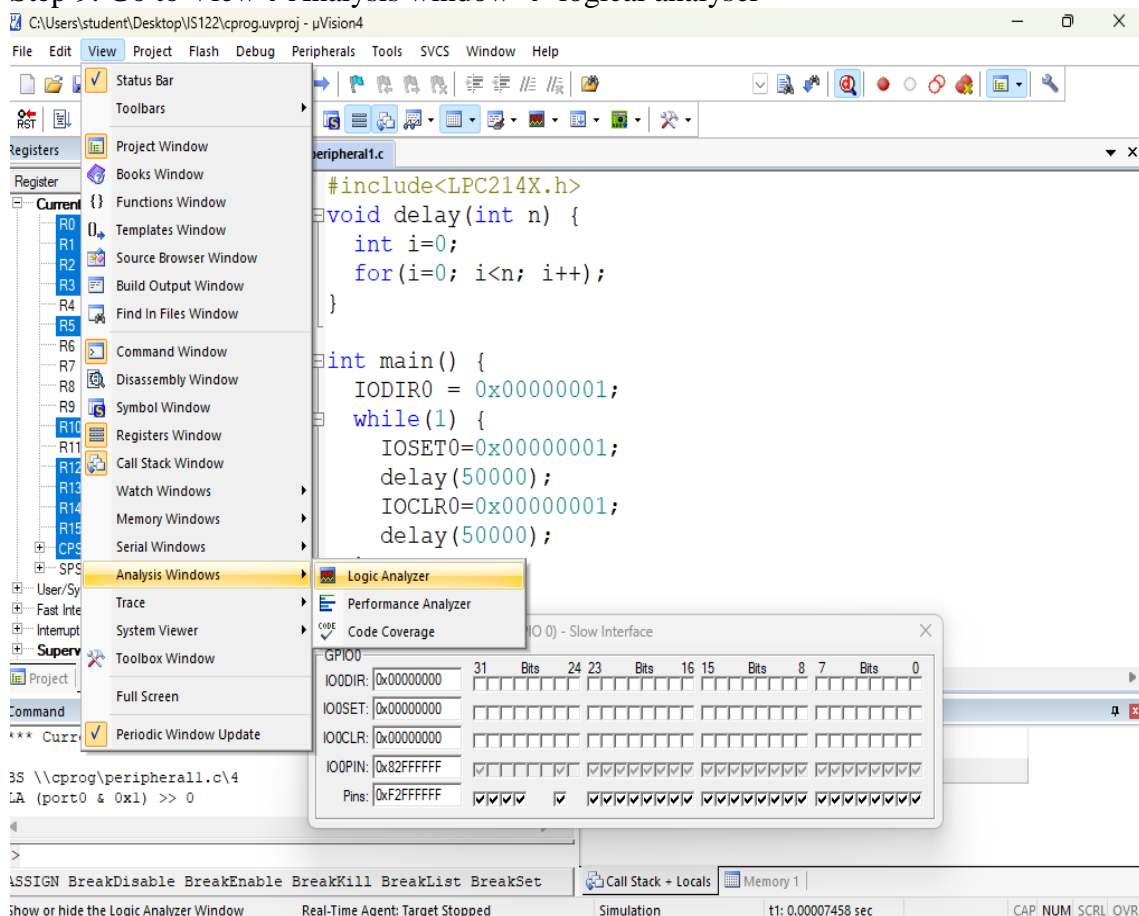 C:\Users\student\Desktop\IS122\cprog.uvproj - µVision4
File Edit View Project Flash Debug Peripherals Tools SVCS Window Help
Status Bar
Toolbars
RST
Registers
Project Window
peripheral1.c
Register
Books Window
Current
Functions Window
R0
Templates Window
R1
Source Browser Window
R2
Build Output Window
R3
Find In Files Window
R4
R5
R6
Command Window
R7
Disassembly Window
R8
Symbol Window
R9
Registers Window
R10
Call Stack Window
R11
Watch Windows
R12
Memory Windows
R13
Serial Windows
R14
R15
CPS
SPS
#include<LPC214X.h>
void delay(int n) {
int i=0;
for(i=0; i<n; i++);
}
int main() {
IODIR0 = 0x00000001;
while(1) {
IOSET0=0x00000001;
delay(50000);
IOCLR0=0x00000001;
delay(50000);
Analysis Windows
Logic Analyzer
User/Sy
Trace
Performance Analyzer
Fast Inte
System Viewer
CODE Code Coverage
Interrupt
Toolbox Window
Superv
Full Screen
Project
Periodic Window Update
IO 0) - Slow Interface
GPIO0
31 Bits 24 23 Bits 16 15 Bits 8 7 Bits 0
IO0DIR: 0x00000000
IO0SET: 0x00000000
IO0CLR: 0x00000000
IO0PIN: 0x82FFFFFF
Pins: 0xF2FFFFFF
Command
*** Curr
BS \\cprog\peripheral1.c\4
LA (port0 & 0x1) >> 0
>
ASSIGN BreakDisable BreakEnable BreakKill BreakList BreakSet
Call Stack + Locals Memory 1
Show or hide the Logic Analyzer Window Real-Time Agent: Target Stopped Simulation t1: 0.00007458 sec CAP NUM SCRL OVR